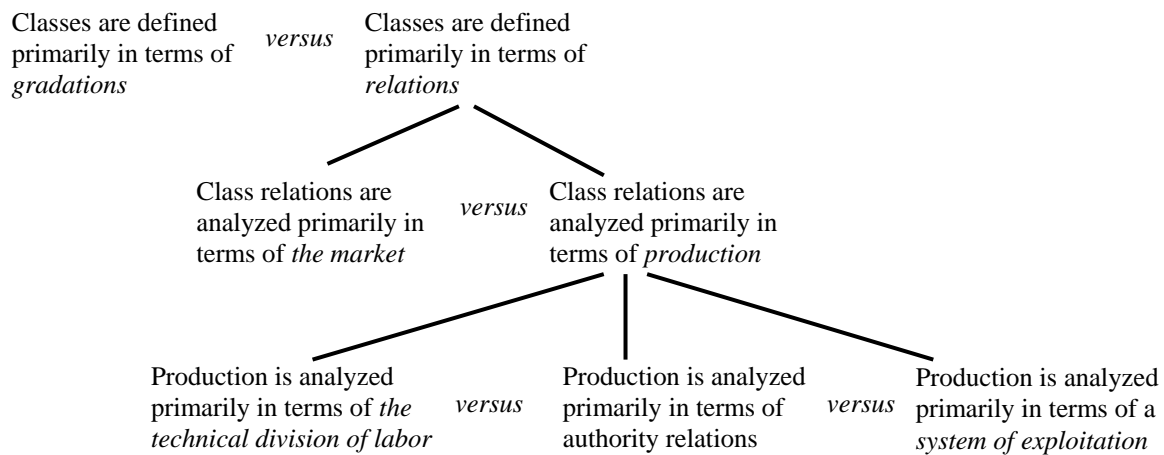 Classes are defined
primarily in terms of
gradations
versus
Classes are defined
primarily in terms of
relations
Class relations are
analyzed primarily in
terms of the market
versus
Class relations are
analyzed primarily in
terms of production
Production is analyzed
primarily in terms of the
technical division of labor
versus
Production is analyzed
primarily in terms of
authority relations
versus
Production is analyzed
primarily in terms of a
system of exploitation